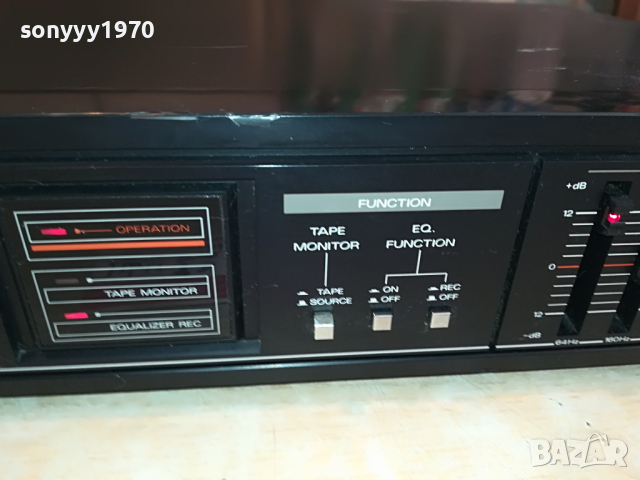 sonyyy1970
FUNCTION
OPERATION
TAPE MONITOR
EQUALIZER REC
TAPE
MONITOR
EQ.
FUNCTION
TAPE
SOURCE
ON
OFF
REC
OFF
+dB
12
0
12
-dB
64Hz
160Hz
BAZAR